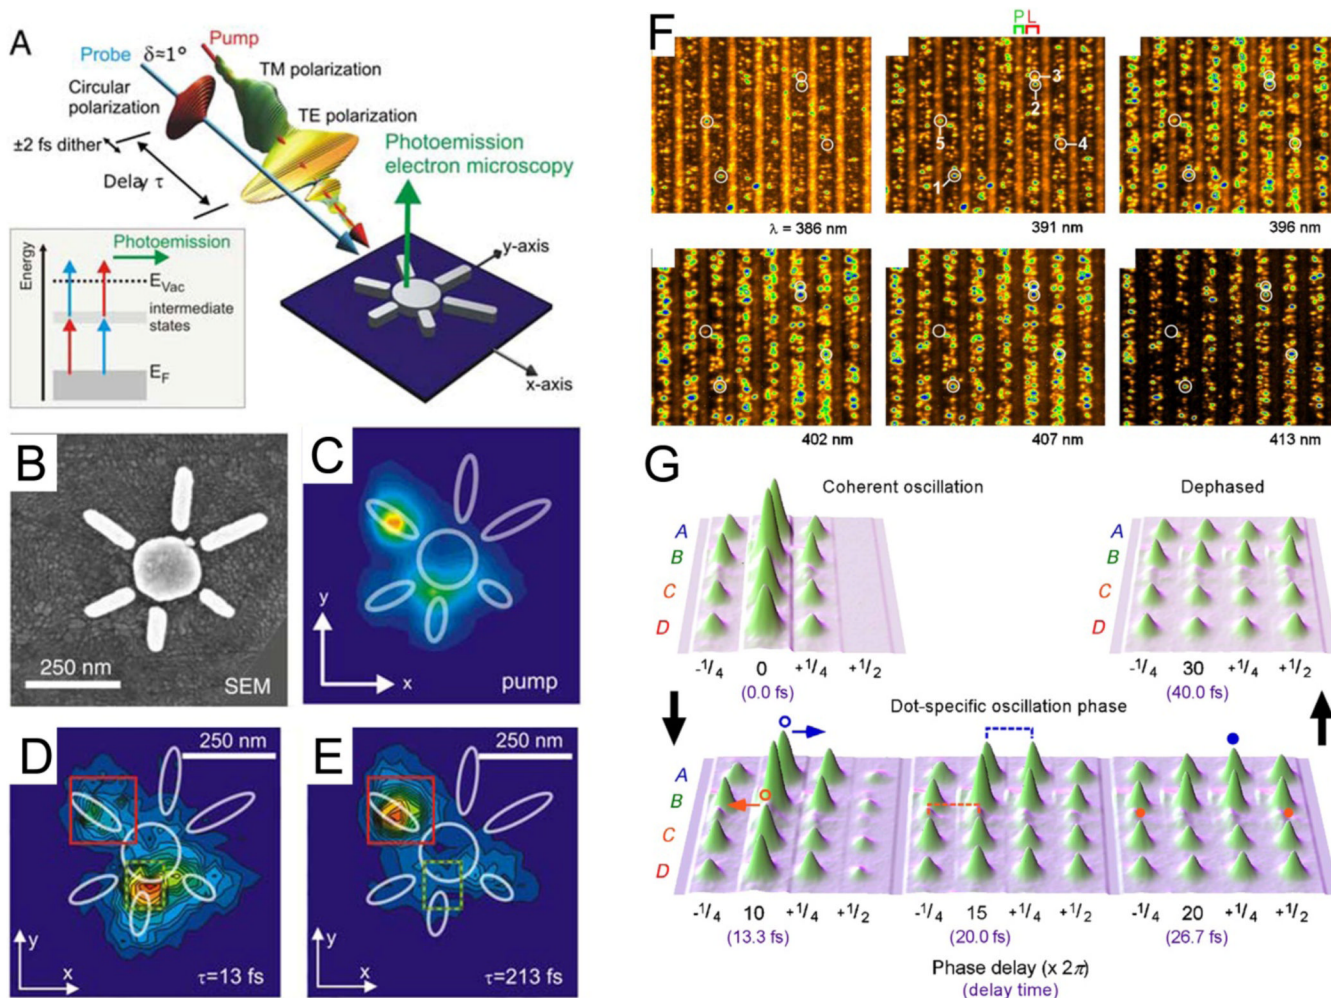 A
Probe
δ≈1°
Pump
TM polarization
Circular
polarization
TE polarization
±2 fs dither
Delay τ
Photoemission
electron microscopy
y-axis
x-axis
Energy
Photoemission
E_Vac
intermediate
states
E_F
B
250 nm
SEM
C
y
x
pump
D
250 nm
y
x
τ=13 fs
E
250 nm
y
x
τ=213 fs
F
P L
3
2
5
4
1
λ = 386 nm
391 nm
396 nm
402 nm
407 nm
413 nm
G
Coherent oscillation
Dephased
A
B
C
D
-1/4 0 +1/4 +1/2
(0.0 fs)
A
B
C
D
-1/4 30 +1/4 +1/2
(40.0 fs)
Dot-specific oscillation phase
A
B
C
D
-1/4 10 +1/4 +1/2 -1/4 15 +1/4 +1/2 -1/4 20 +1/4 +1/2
(13.3 fs) (20.0 fs) (26.7 fs)
Phase delay (x 2π)
(delay time)